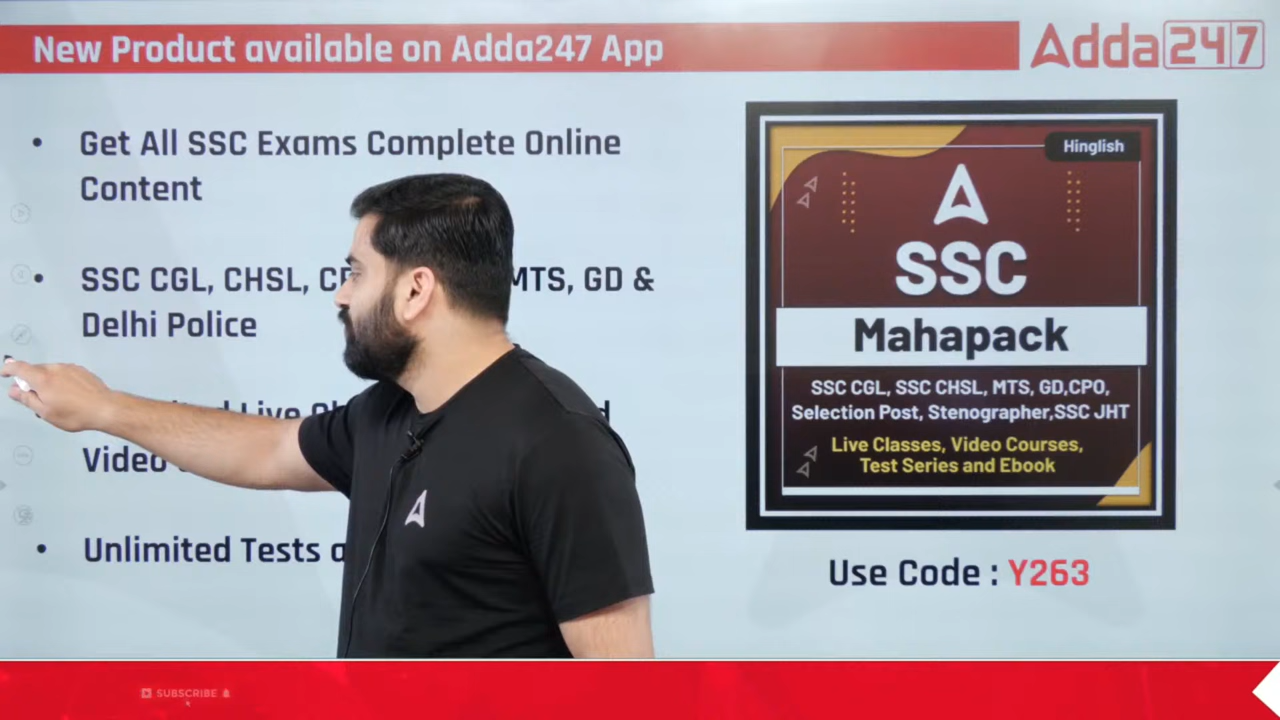 New Product available on Adda247 App
Adda247
Get All SSC Exams Complete Online
Content
SSC CGL, CHSL, MTS, GD &
Delhi Police
Live
Video
Unlimited Tests
Hinglish
SSC
Mahapack
SSC CGL, SSC CHSL, MTS, GD,CPO,
Selection Post, Stenographer,SSC JHT
Live Classes, Video Courses,
Test Series and Ebook
Use Code : Y263
SUBSCRIBE